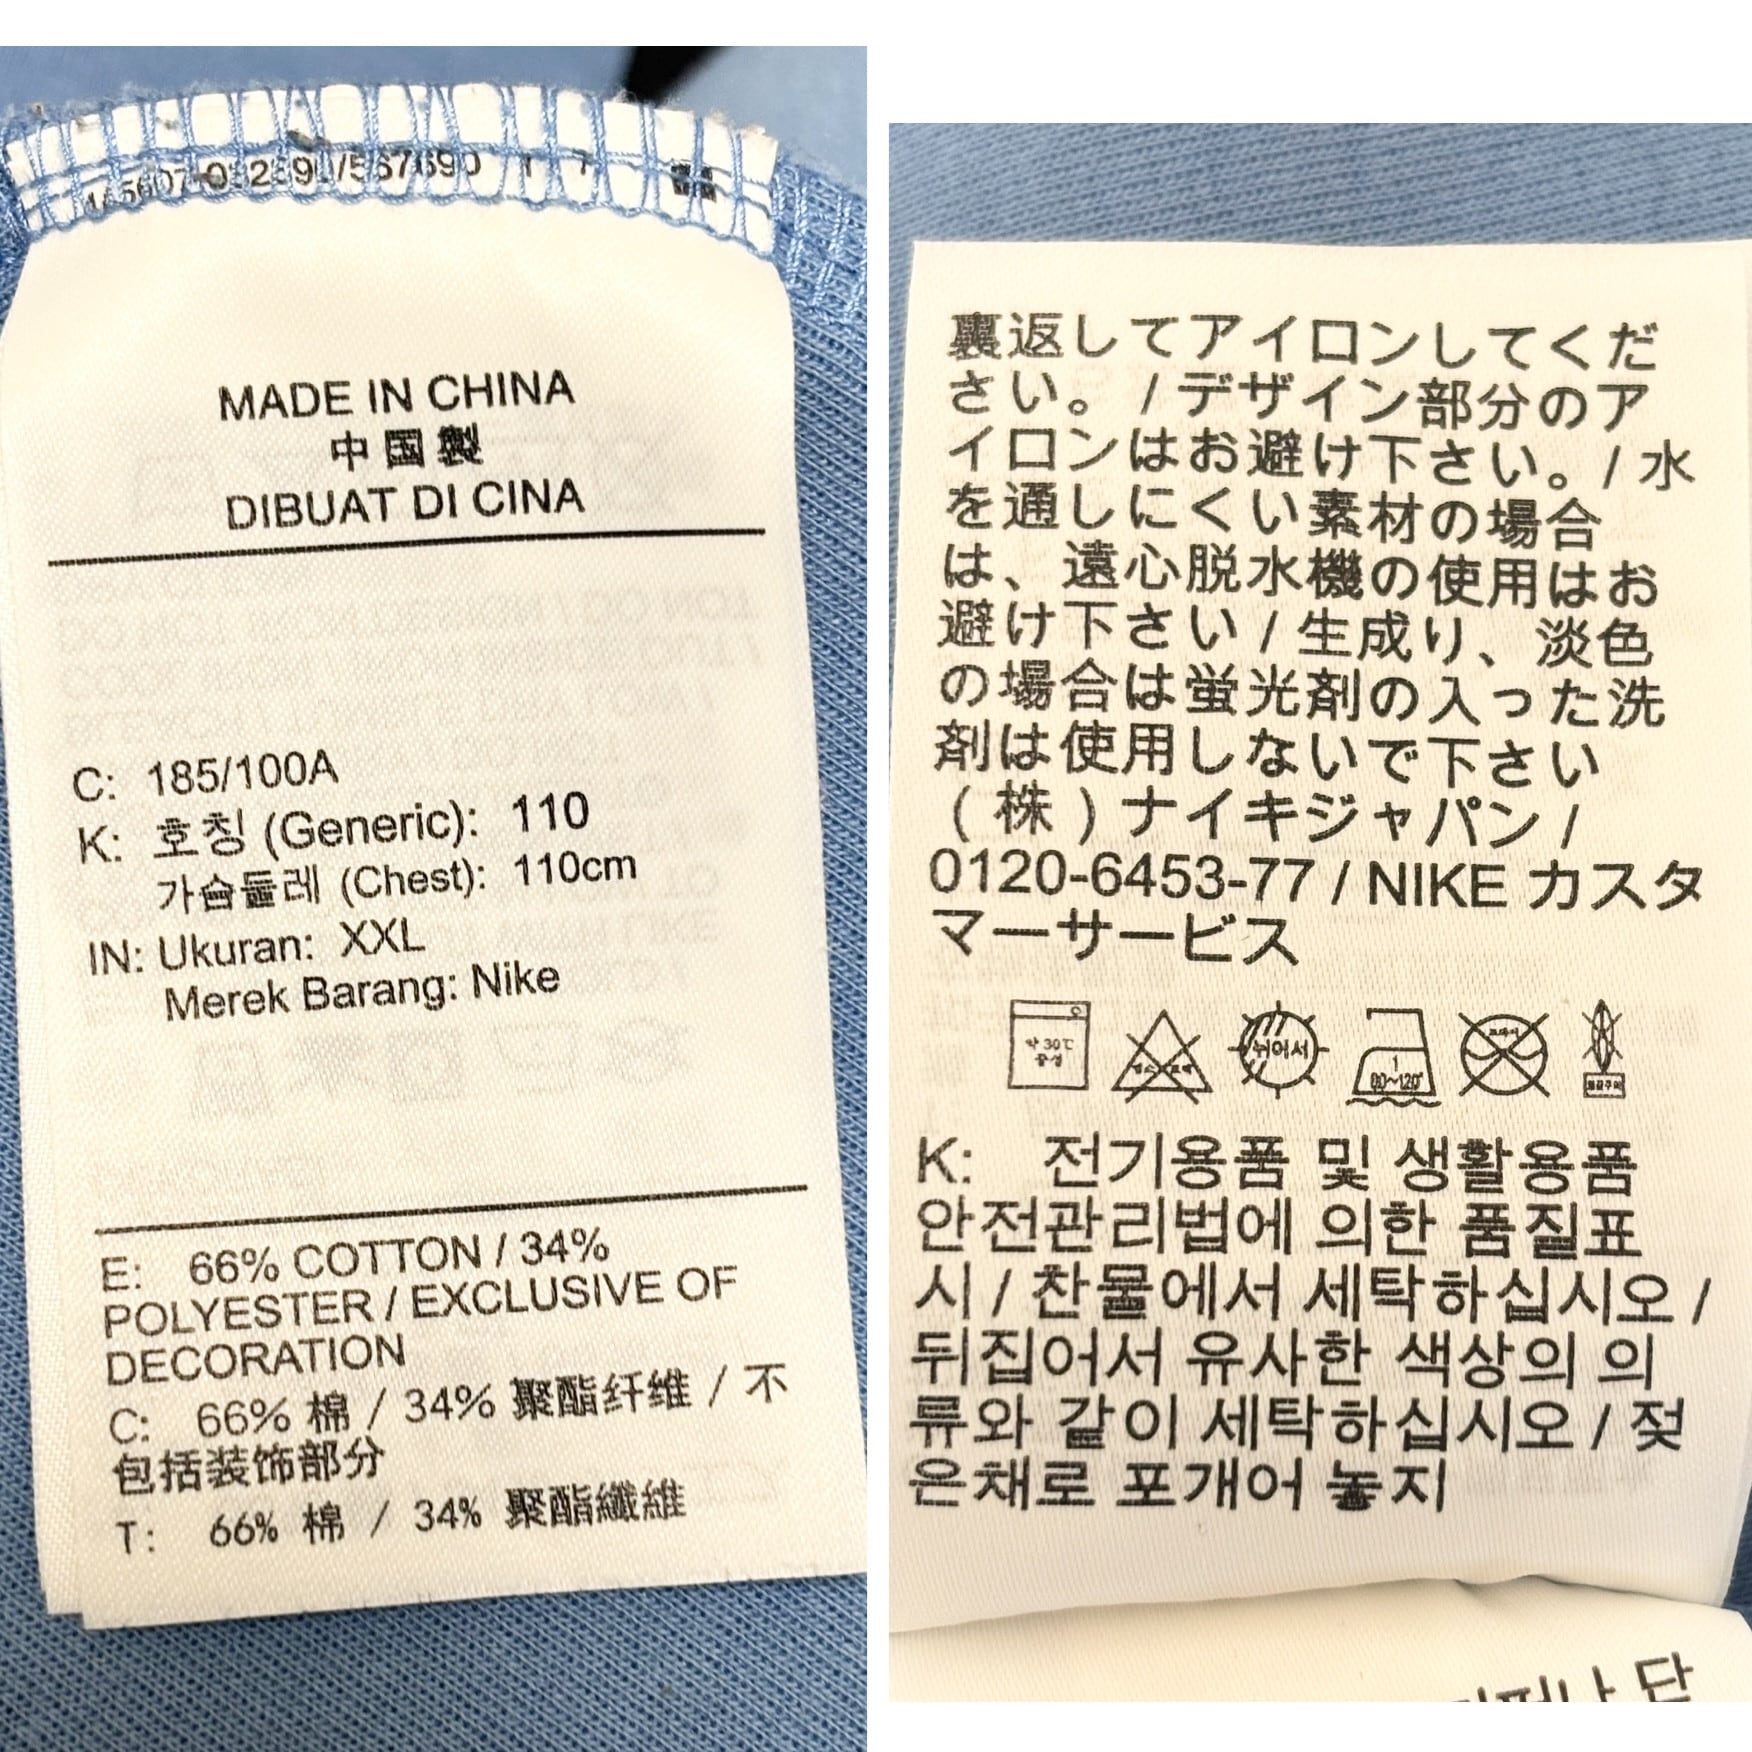 MADE IN CHINA
中国製
DIBUAT DI CINA
C: 185/100A
K: 호칭 (Generic): 110
가슴둘레 (Chest): 110cm
IN: Ukuran: XXL
Merek Barang: Nike
E: 66% COTTON / 34%
POLYESTER / EXCLUSIVE OF
DECORATION
C: 66% 棉 / 34% 聚酯纤维 / 不
包括装饰部分
T: 66% 棉 / 34% 聚酯纖維
裏返してアイロンしてくだ
さい。 / デザイン部分のア
イロンはお避け下さい。/ 水
を通しにくい素材の場合
は、遠心脱水機の使用はお
避け下さい / 生成り、淡色
の場合は蛍光剤の入った洗
剤は使用しないで下さい
(株)ナイキジャパン /
0120-6453-77 / NIKE カスタ
マーサービス
약 30℃
중성
뉘어서
80~120°
K: 전기용품 및 생활용품
안전관리법에 의한 품질표
시 / 찬물에서 세탁하십시오 /
뒤집어서 유사한 색상의 의
류와 같이 세탁하십시오 / 젖
은채로 포개어 놓지